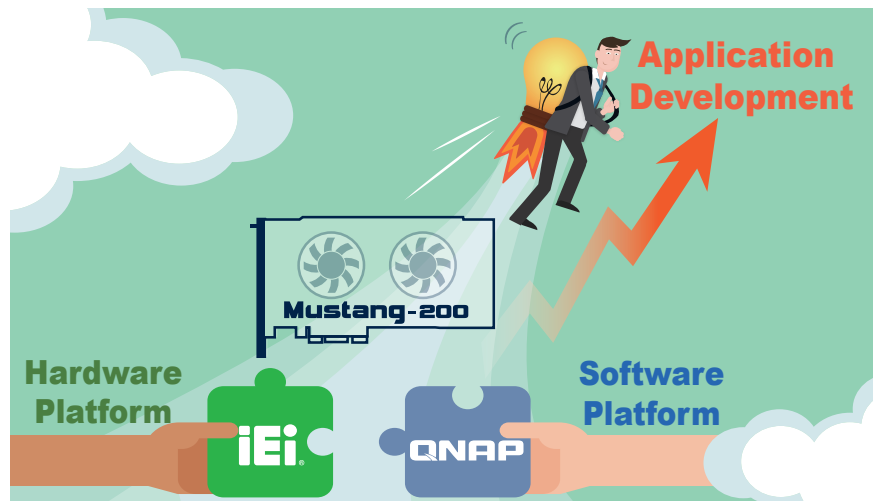 Application
Development
Mustang-200
Hardware
Platform
iEi®
QNAP
Software
Platform